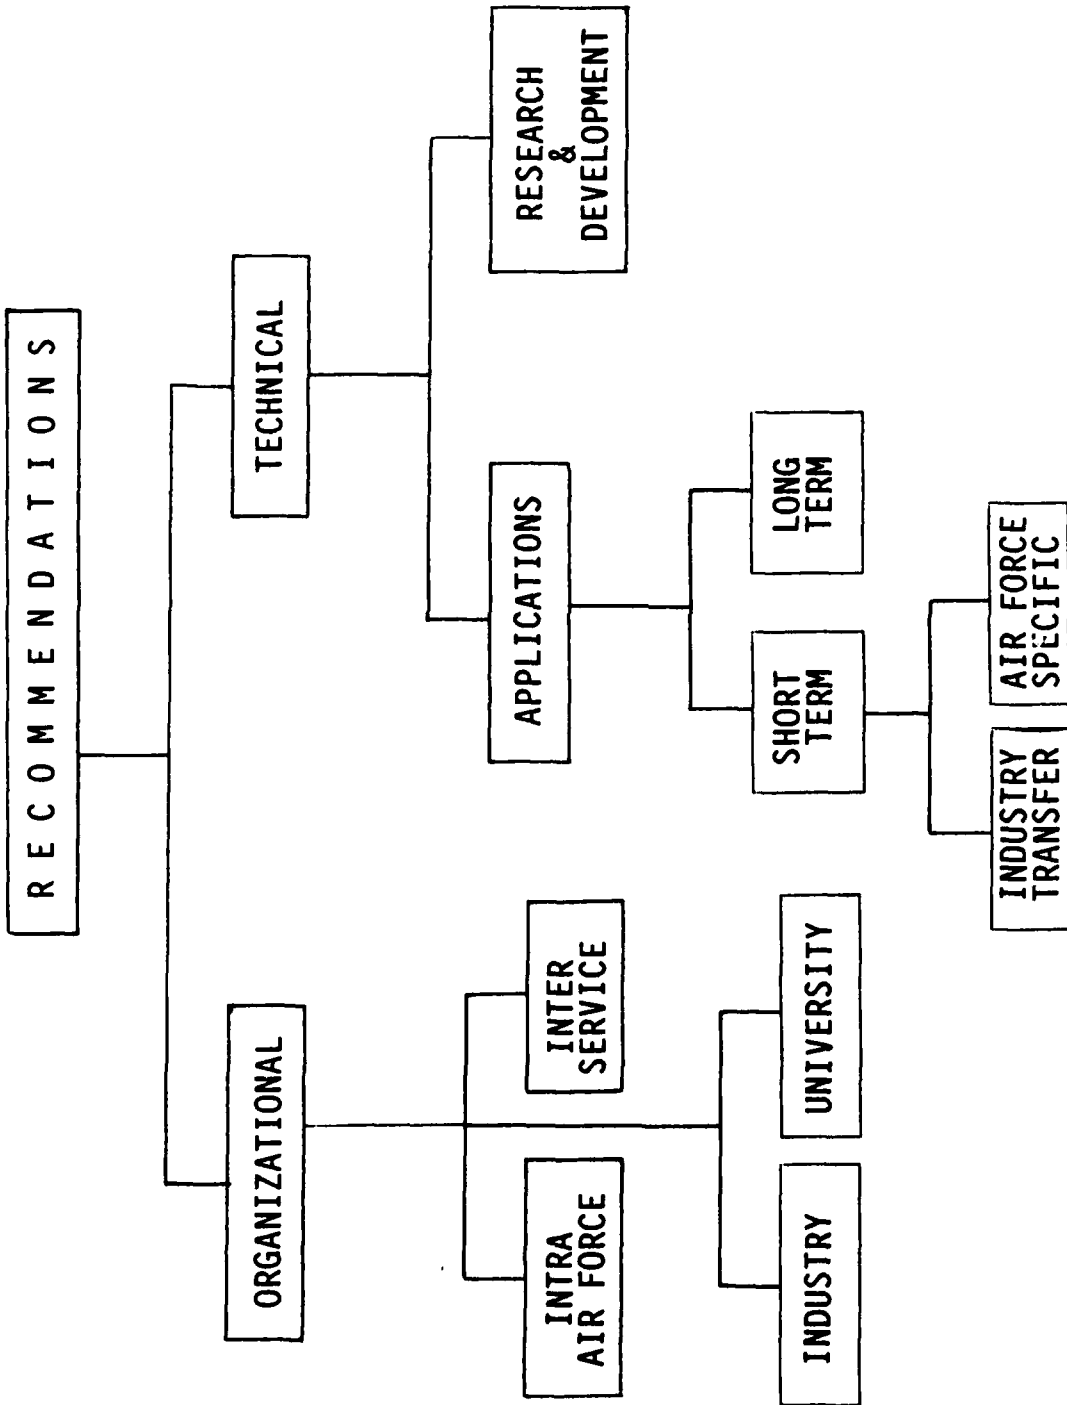 RECOMMENDATIONS
ORGANIZATIONAL
TECHNICAL
INTRA
AIR FORCE
INTER
SERVICE
APPLICATIONS
RESEARCH
&
DEVELOPMENT
INDUSTRY
UNIVERSITY
SHORT
TERM
LONG
TERM
INDUSTRY
TRANSFER
AIR FORCE
SPECIFIC